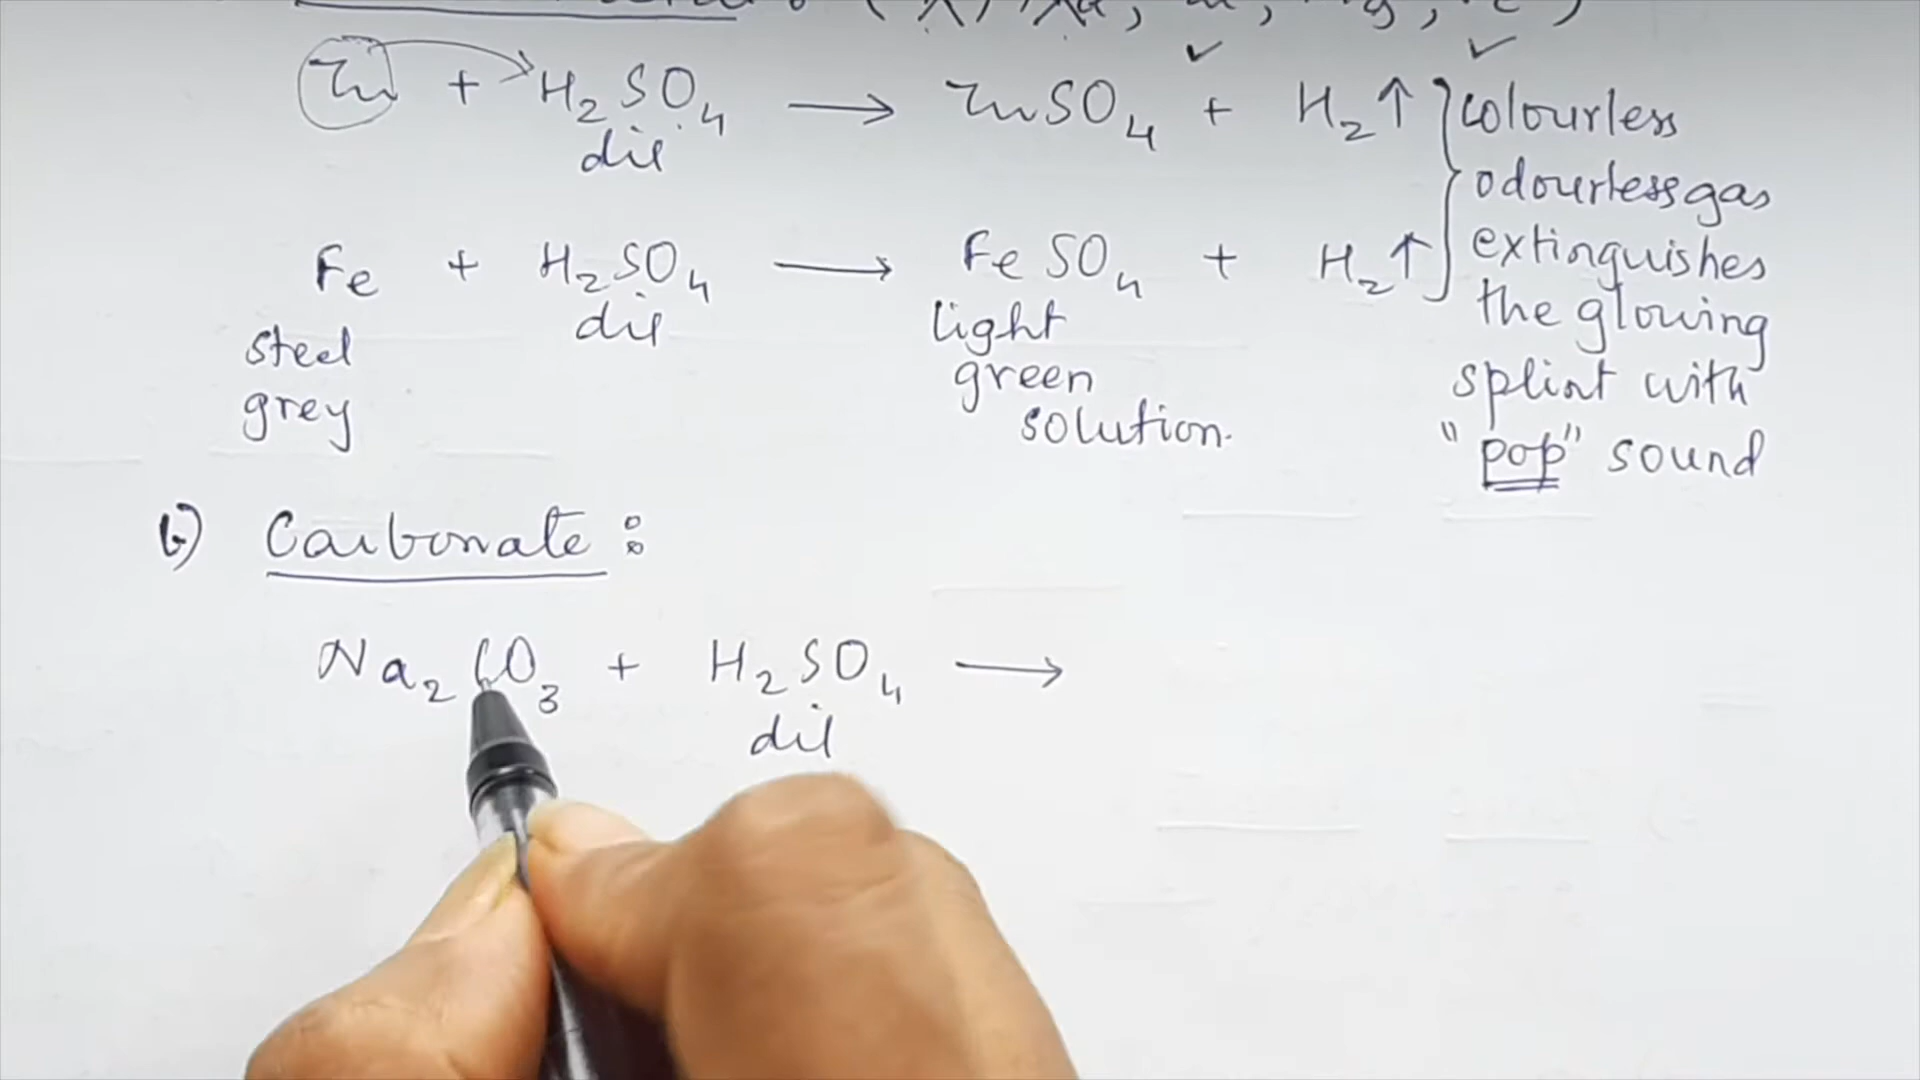 Zn + H₂SO₄ → ZnSO₄ + H₂↑ } colourless
dil
odourless gas
Fe + H₂SO₄ → FeSO₄ + H₂↑ extinguishes
dil
the glowing
steel
grey
light
green
solution.
splint with
"pop" sound
b) Carbonate :
Na₂CO₃ + H₂SO₄ →
dil